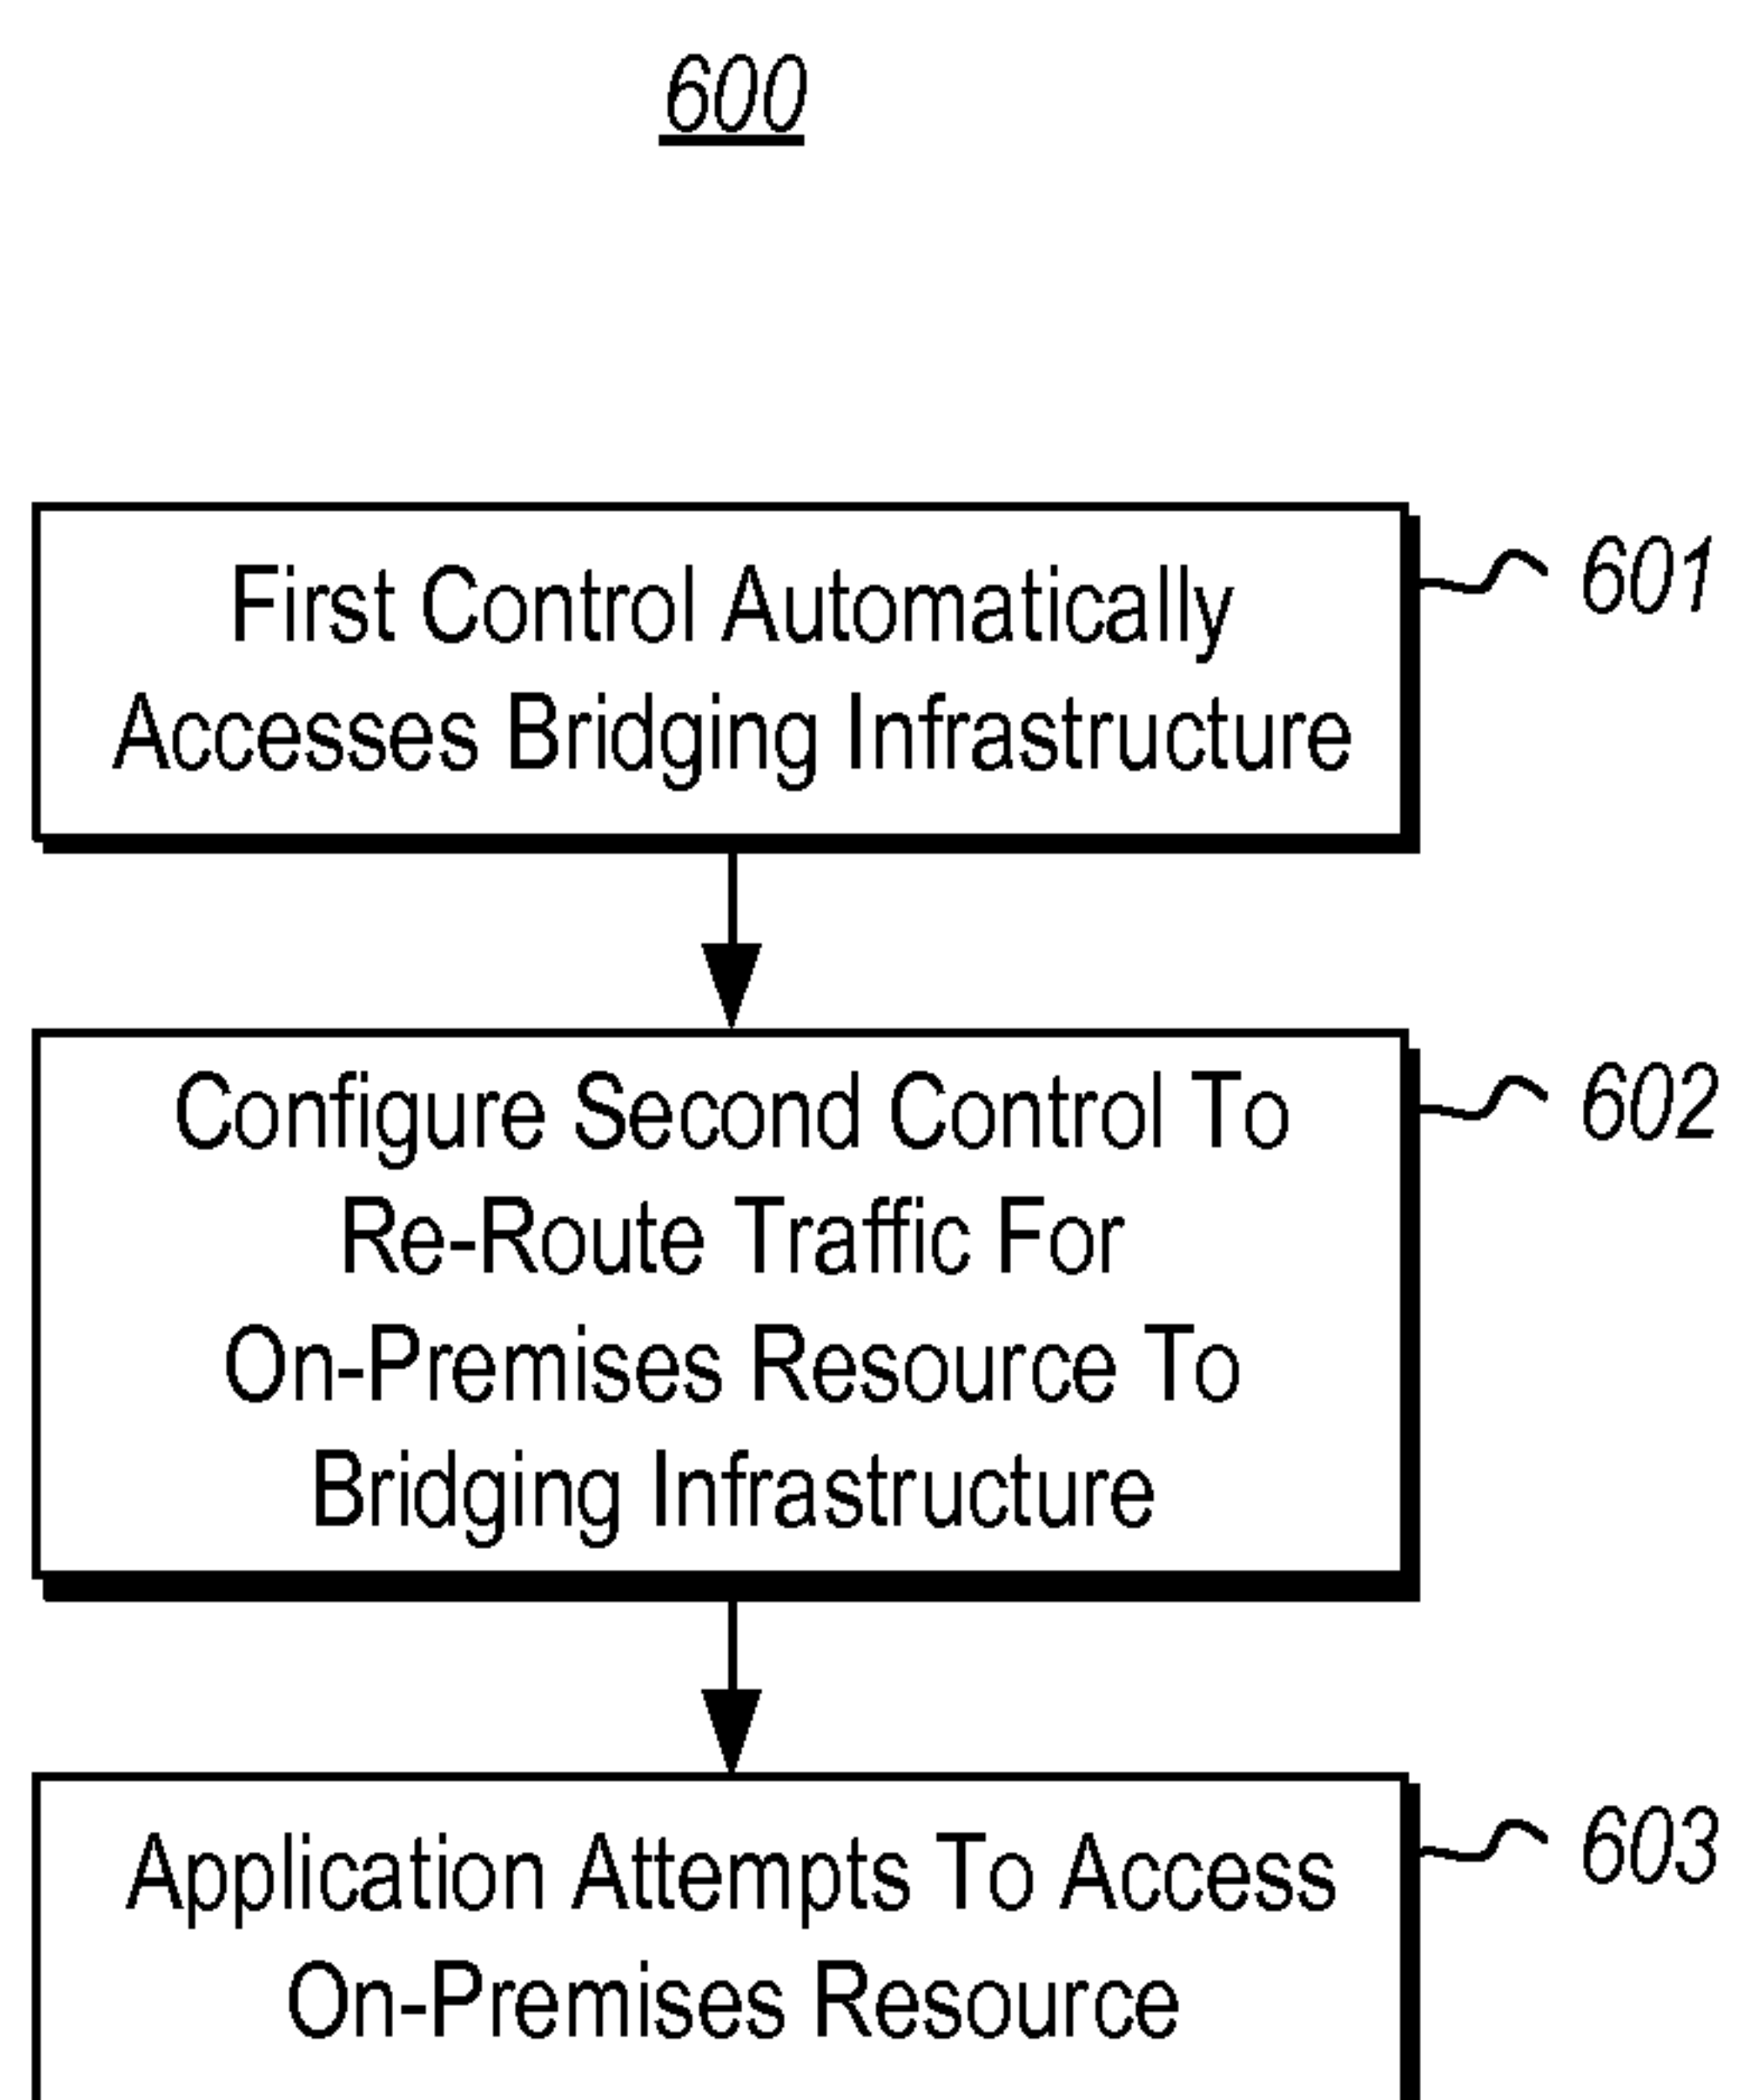 600
First Control Automatically
Accesses Bridging Infrastructure
601
Configure Second Control To
Re-Route Traffic For
On-Premises Resource To
Bridging Infrastructure
602
Application Attempts To Access
On-Premises Resource
603